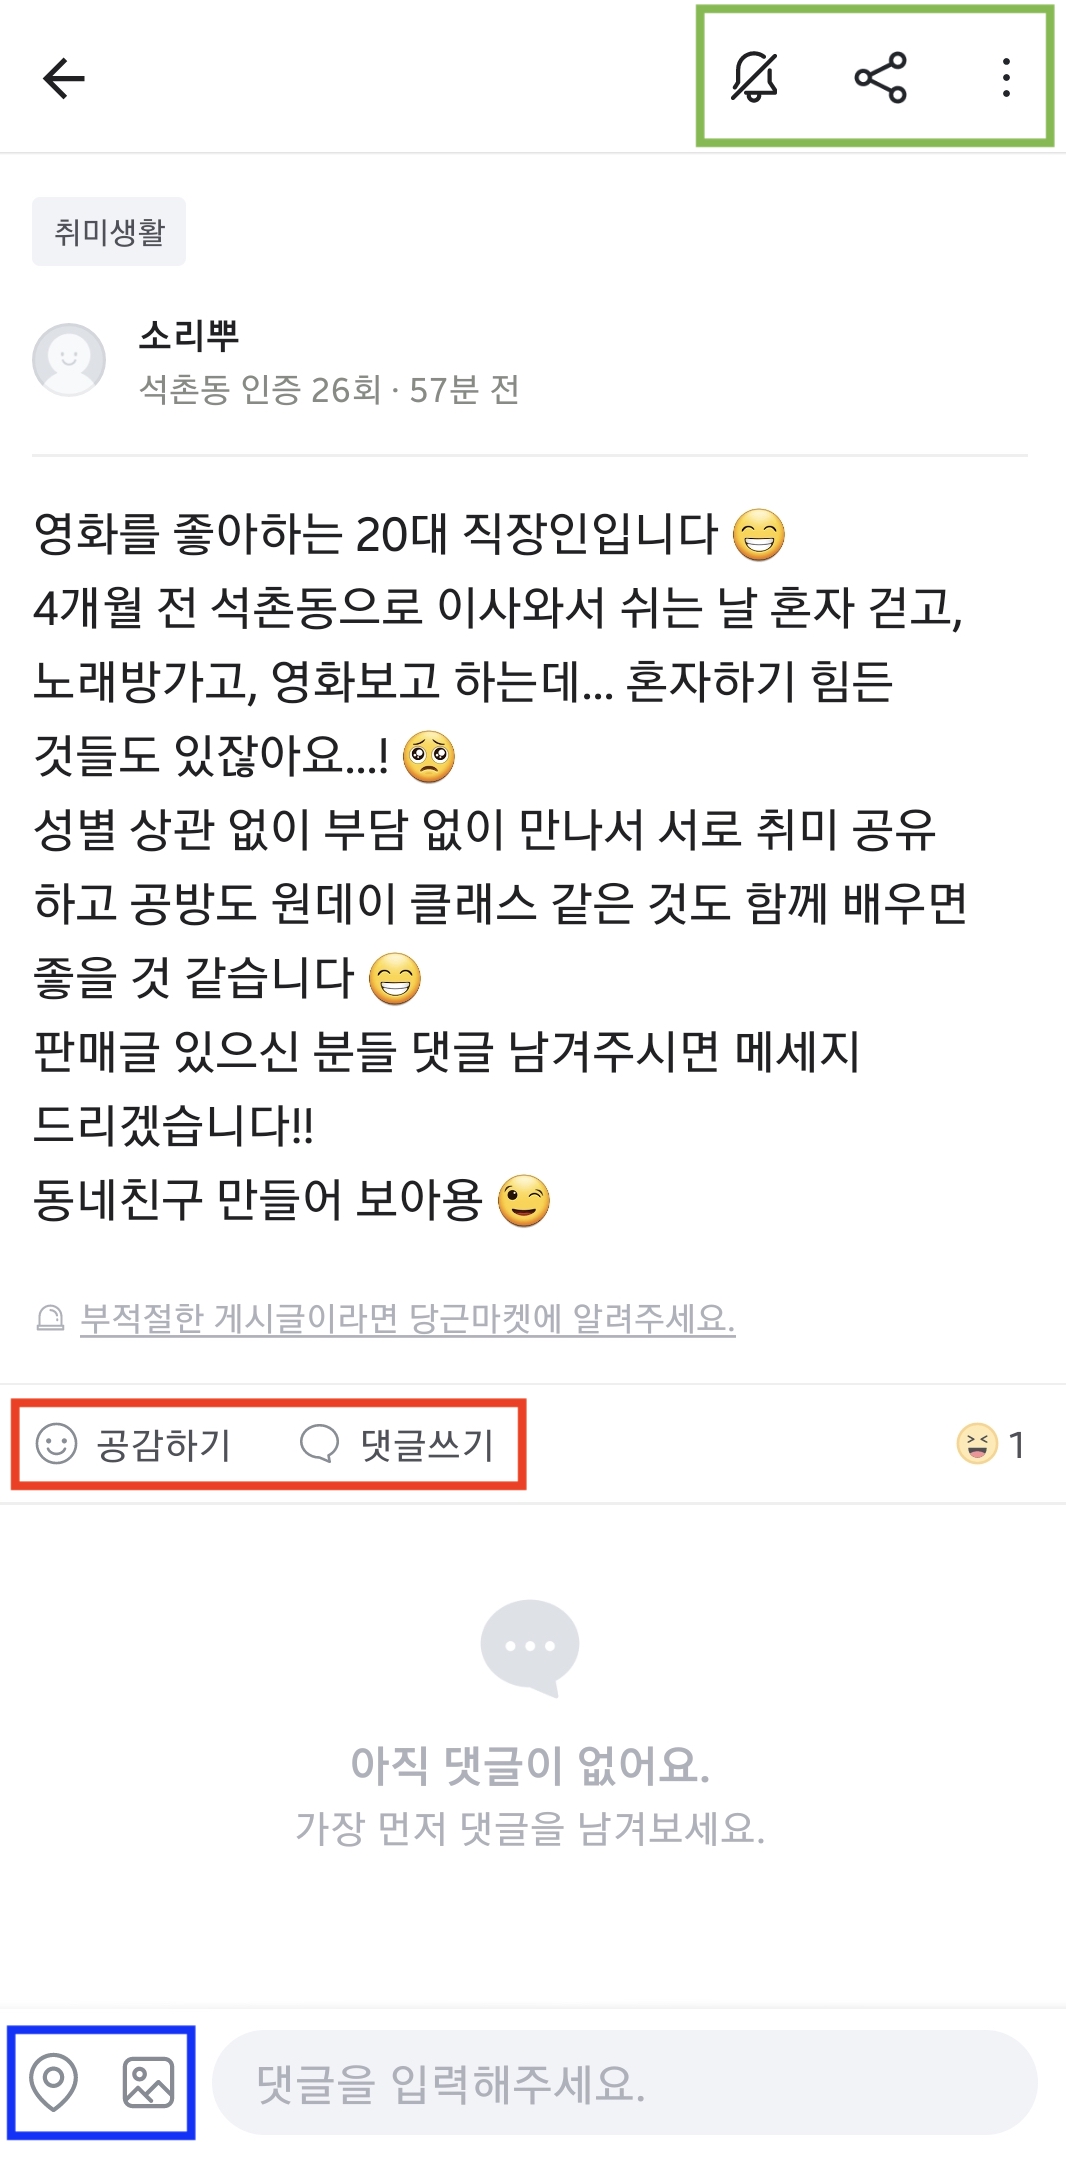 취미생활
소리뿌
석촌동 인증 26회 · 57분 전
영화를 좋아하는 20대 직장인입니다 😁
4개월 전 석촌동으로 이사와서 쉬는 날 혼자 걷고,
노래방가고, 영화보고 하는데... 혼자하기 힘든
것들도 있잖아요...! 🥺
성별 상관 없이 부담 없이 만나서 서로 취미 공유
하고 공방도 원데이 클래스 같은 것도 함께 배우면
좋을 것 같습니다 😁
판매글 있으신 분들 댓글 남겨주시면 메세지
드리겠습니다!!
동네친구 만들어 보아용 😉
부적절한 게시글이라면 당근마켓에 알려주세요.
공감하기 댓글쓰기 1
아직 댓글이 없어요.
가장 먼저 댓글을 남겨보세요.
댓글을 입력해주세요.